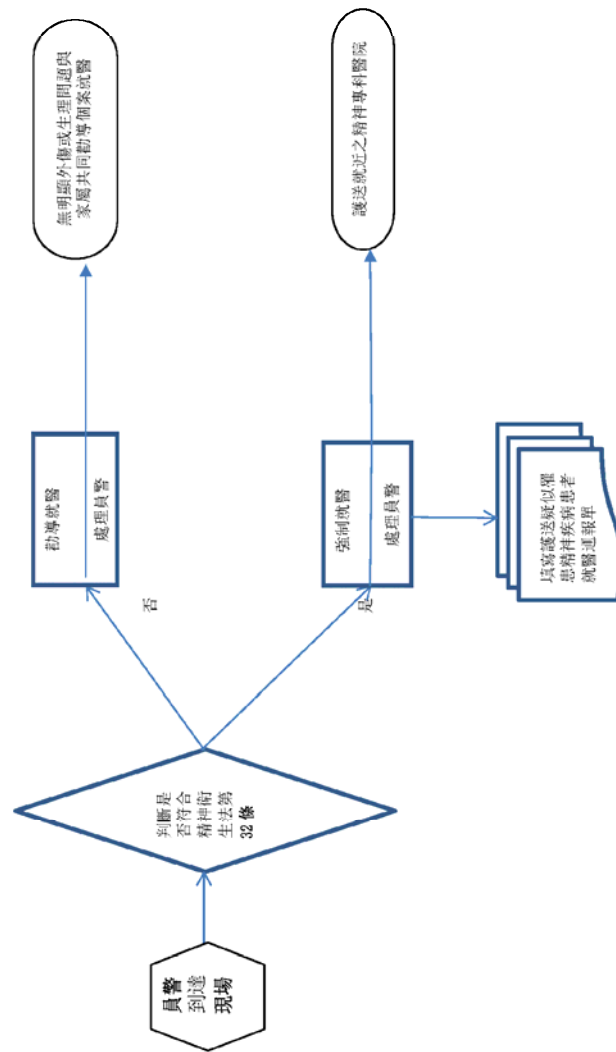 員警
到達
現場
判斷是
否符合
精神衛
生法第
32 條
否
勸導就醫
處理員警
無明顯外傷或生理問題與
家屬共同勸導個案就醫
是
強制就醫
處理員警
護送就近之精神專科醫院
填寫護送疑似罹
患精神疾病患者
就醫通報單